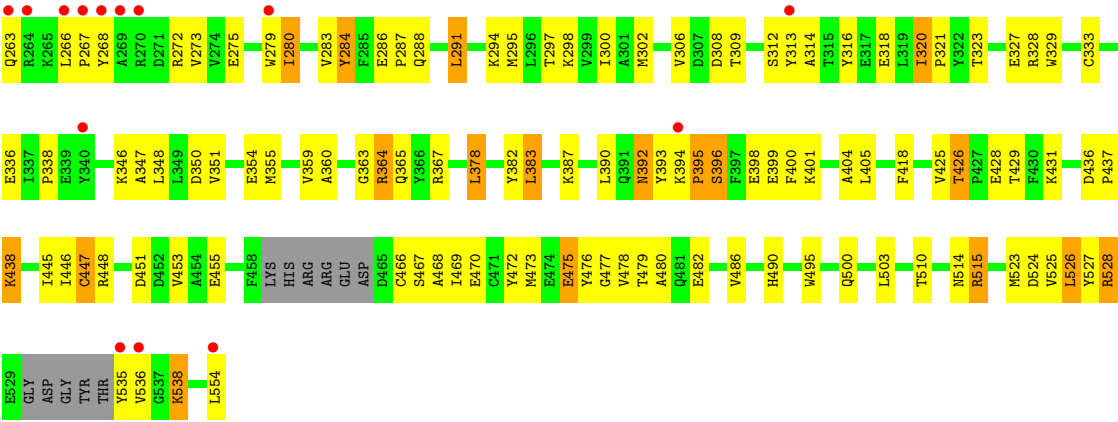 Q263 R264 K265 L266 P267 Y268 A269 R270 D271 R272 V273 V274 E275 W279 I280 V283 Y284 F285 E286 P287 Q288 L291 K294 M295 L296 T297 K298 V299 I300 A301 M302 V306 D307 D308 T309 S312 Y313 A314 T315 Y316 E317 E318 L319 I320 P321 Y322 T323 E327 R328 W329 C333
E336 I337 P338 E339 Y340 K346 A347 L348 L349 D350 V351 E354 M355 V359 A360 G363 R364 Q365 Y366 R367 L378 Y382 L383 K387 L390 Q391 N392 Y393 K394 P395 S396 F397 E398 E399 F400 K401 A404 L405 F418 V425 T426 P427 E428 T429 F430 K431 D436 P437
K438 I445 I446 C447 R448 D451 D452 V453 A454 E455 F458 LYS HIS ARG ARG GLU ASP D465 C466 S467 A468 I469 E470 C471 Y472 M473 E474 E475 Y476 G477 V478 T479 A480 Q481 E482 V486 H490 W495 Q500 L503 T510 N514 R515 M523 D524 V525 L526 Y527 R528
E529 GLY ASP GLY TYR THR Y535 V536 G537 K538 L554